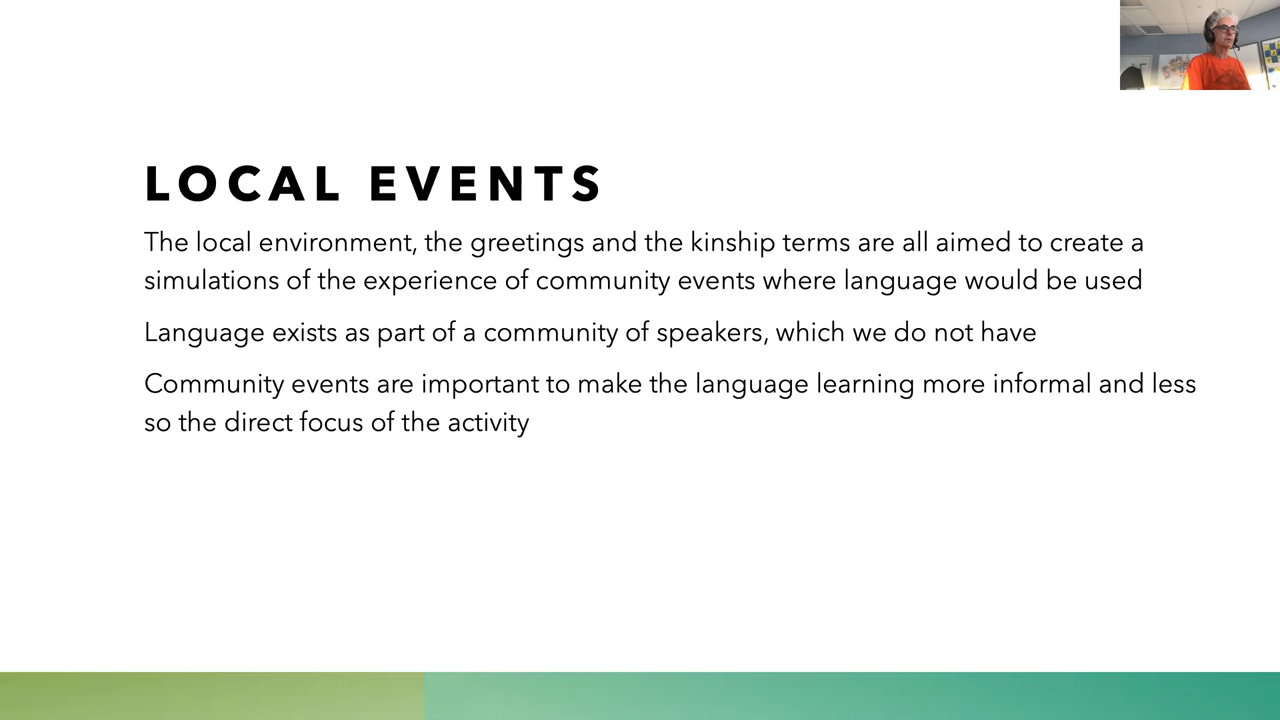 LOCAL EVENTS
The local environment, the greetings and the kinship terms are all aimed to create a
simulations of the experience of community events where language would be used
Language exists as part of a community of speakers, which we do not have
Community events are important to make the language learning more informal and less
so the direct focus of the activity